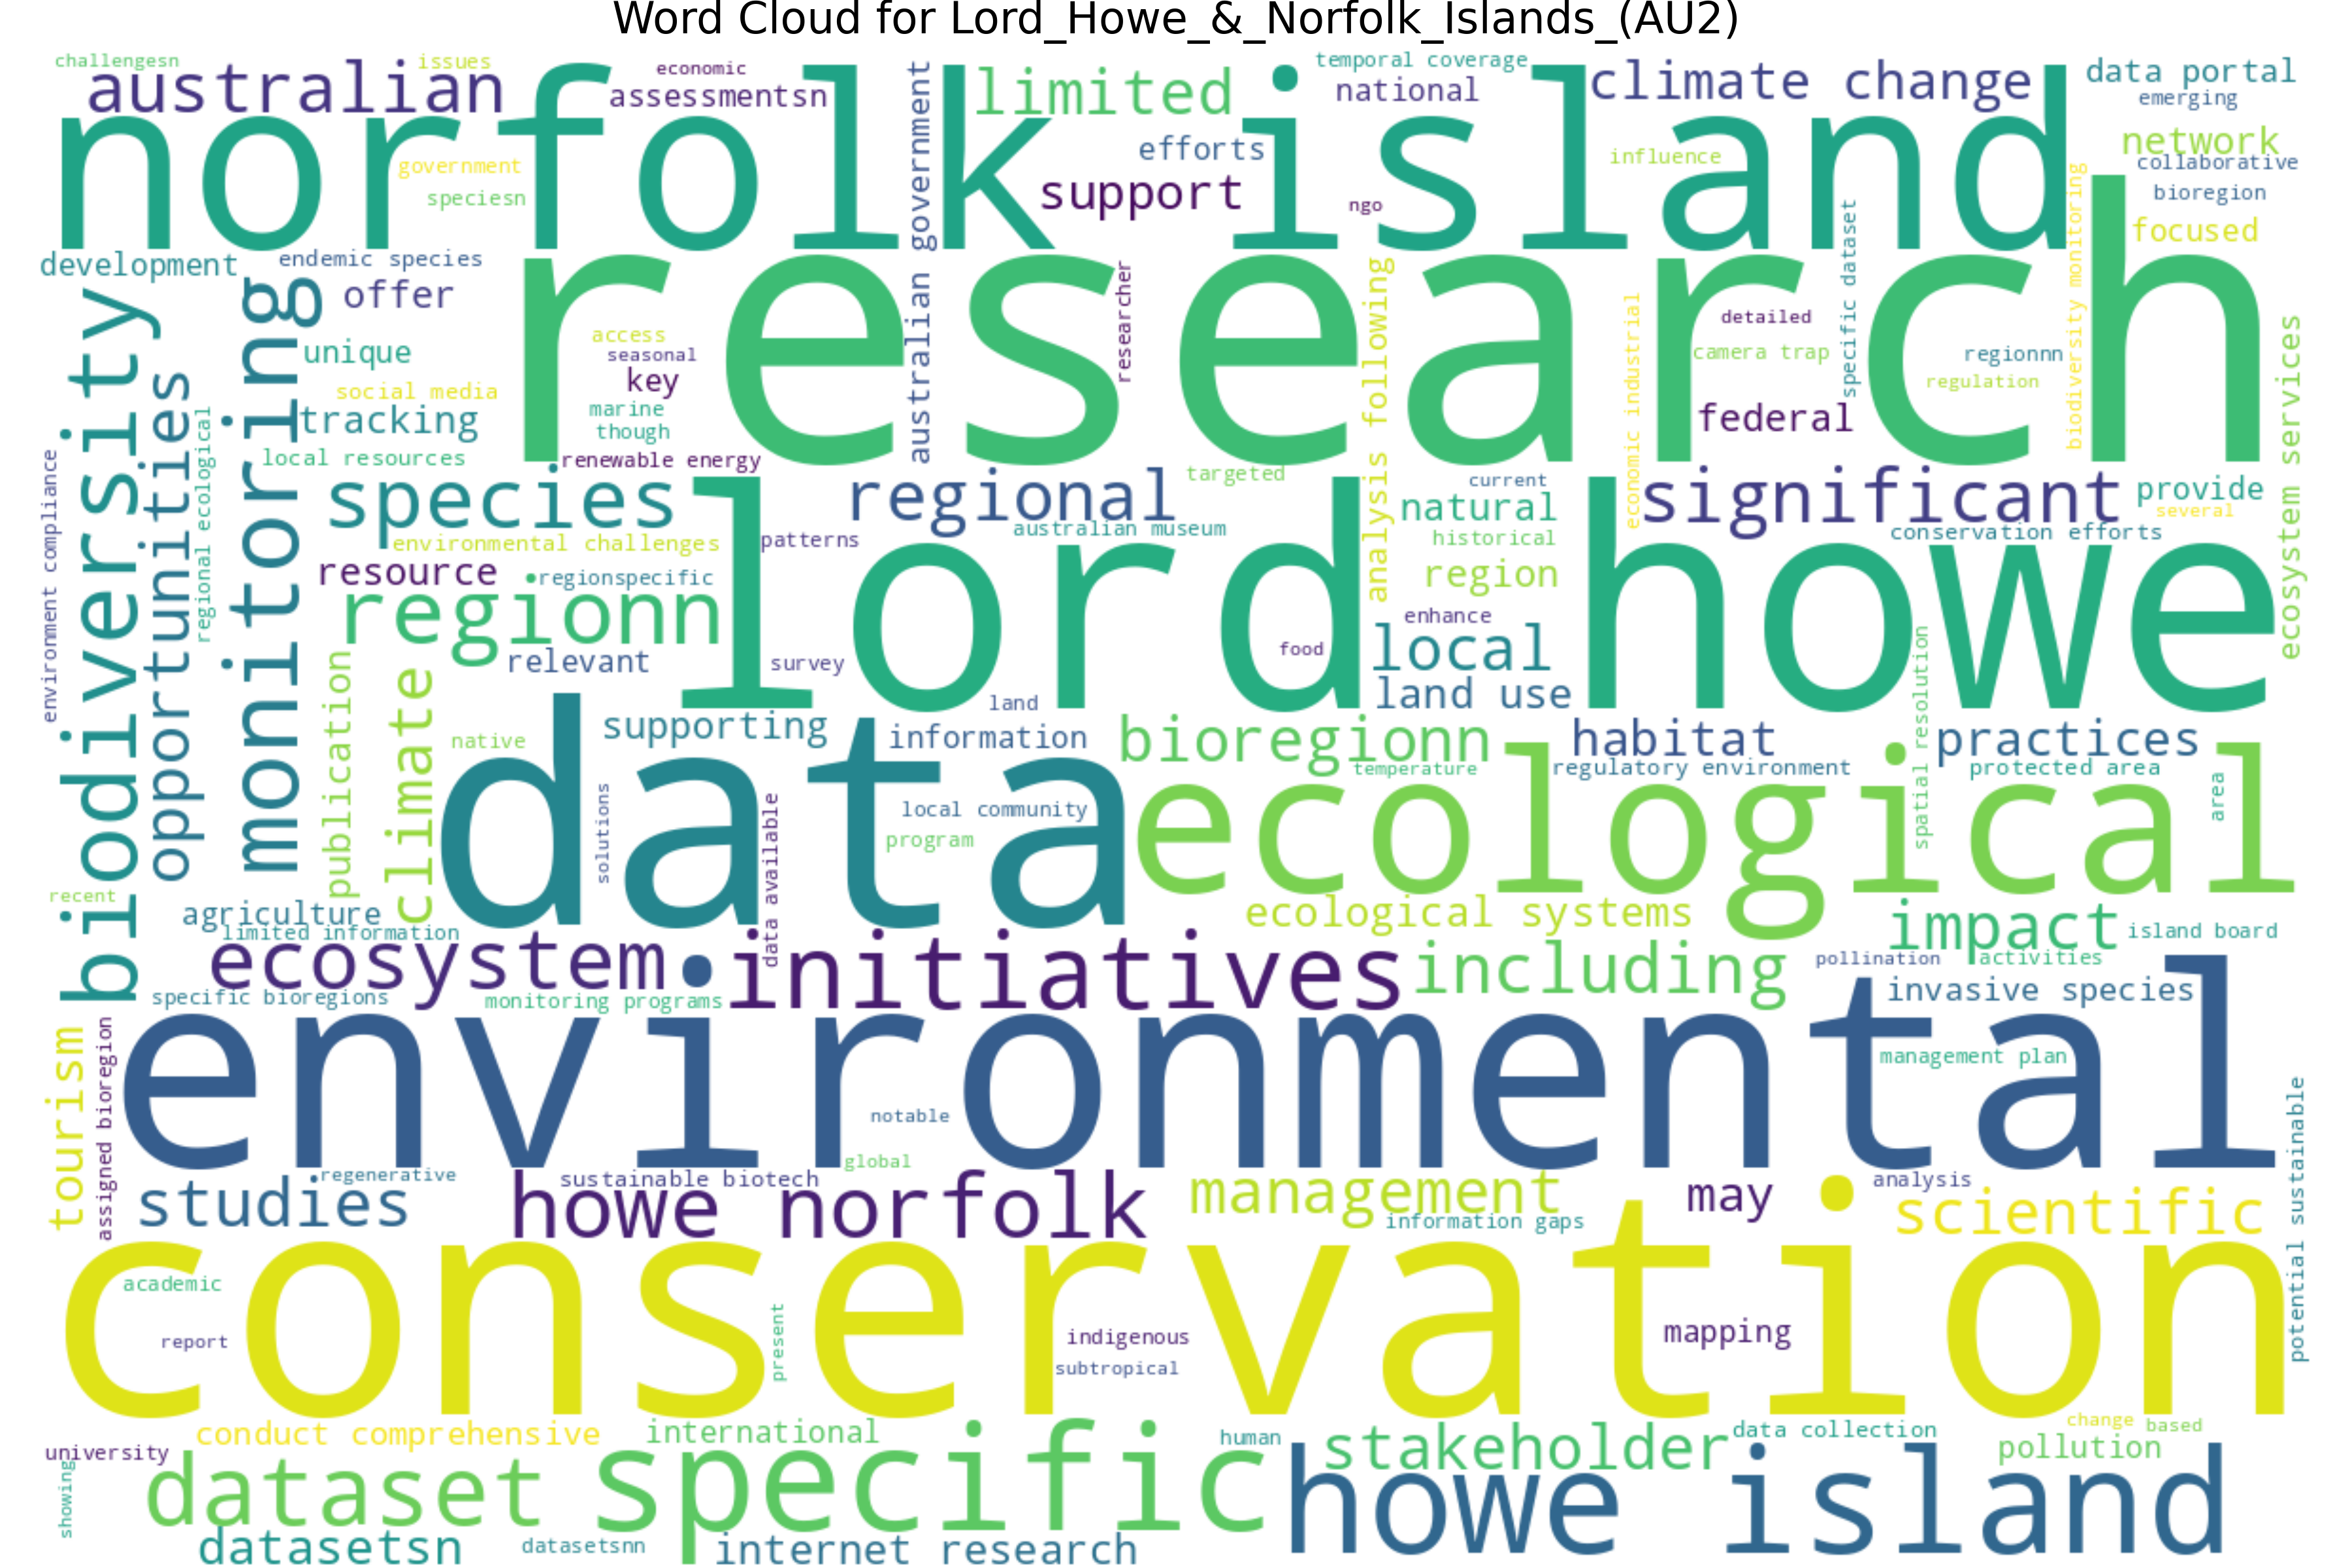 Word Cloud for Lord_Howe_&_Norfolk_Islands_(AU2)
challengesn
issues
australian
economic
assessmentsn
australian government
limited
temporal coverage
national
climate change
data portal
emerging
norfolk island
government
speciesn
efforts
support
ngo
influence
network
collaborative
bioregion
focused
development
endemic species
offer
research
researcher
analysis following
economic industrial
detailed
camera trap
specific dataset
regionnn
regulation
biodiversity monitoring
ecosystem services
biodiversity
opportunities
monitoring
unique
social media
tracking
local resources
regional ecological
environment compliance
access
seasonal
key
marine
though
renewable energy
federal
species
regional
targeted
current
natural
significant
provide
several
australian museum
conservation efforts
environmental challenges
patterns
historical
resource
regionspecific
region
lord howe
regionn
enhance
relevant
survey
food
local
land
land use
publication
climate
native
supporting
information
bioregionn
habitat
practices
spatial resolution
temperature
regulatory environment
protected area
area
data
solutions
data available
local community
program
ecological
recent
agriculture
limited information
ecological systems
impact
island board
ecosystem
initiatives
including
pollination
activities
specific bioregions
monitoring programs
invasive species
tourism
assigned bioregion
environmental
management plan
notable
global
potential sustainable
regenerative
studies
sustainable biotech
howe norfolk
management
information gaps
may
analysis
scientific
conservation
academic
report
present
indigenous
subtropical
mapping
conduct comprehensive
international
human
stakeholder
data collection
change
based
pollution
university
showing
dataset
specific
howe island
datasetsn
datasetsnn
internet research